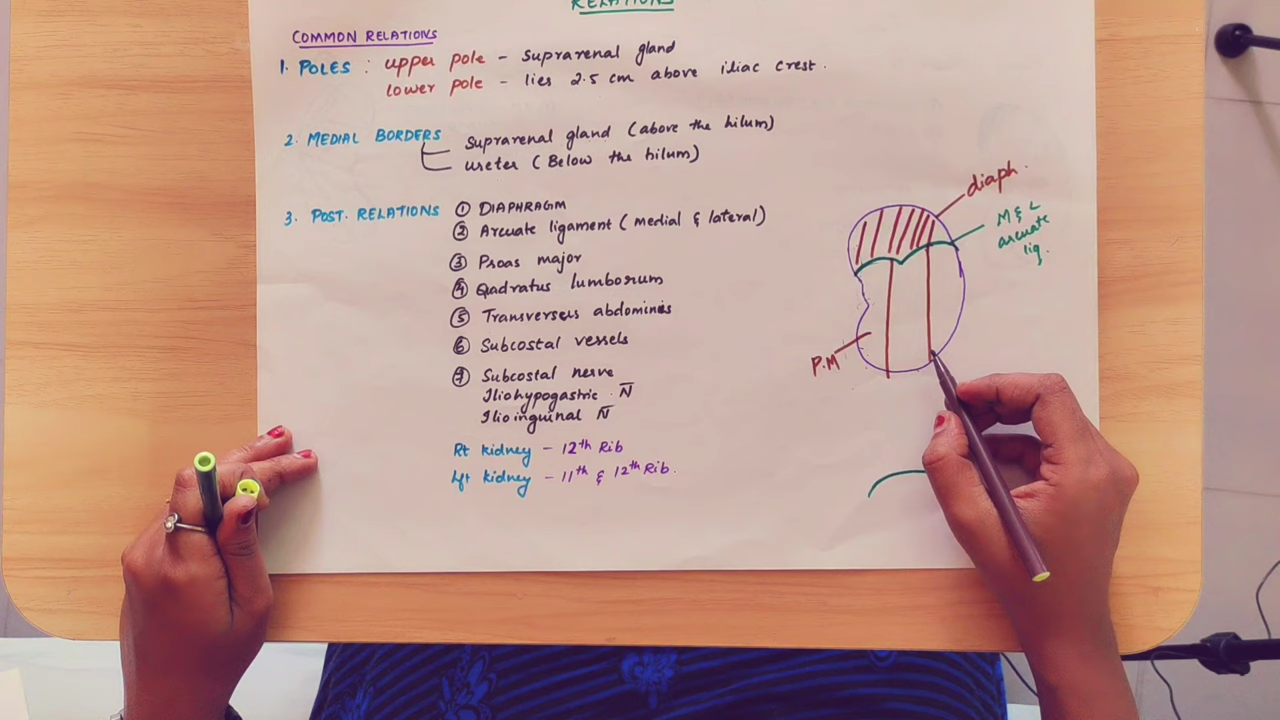 RELATIONS
COMMON RELATIONS
1. POLES : upper pole - Suprarenal gland
lower pole - lies 2.5 cm above iliac crest.
2. MEDIAL BORDERS
Suprarenal gland (above the hilum)
ureter (Below the hilum)
3. POST. RELATIONS
① DIAPHRAGM
② Arcuate ligament (medial & lateral)
③ Psoas major
④ Qadratus lumborum
⑤ Transversus abdominis
⑥ Subcostal vessels
⑦ Subcostal nerve
Iliohypogastric N̄
Ilioinguinal N̄
Rt kidney - 12th Rib
Lft kidney - 11th & 12th Rib.
diaph.
M & L
arcuate
lig.
P.M